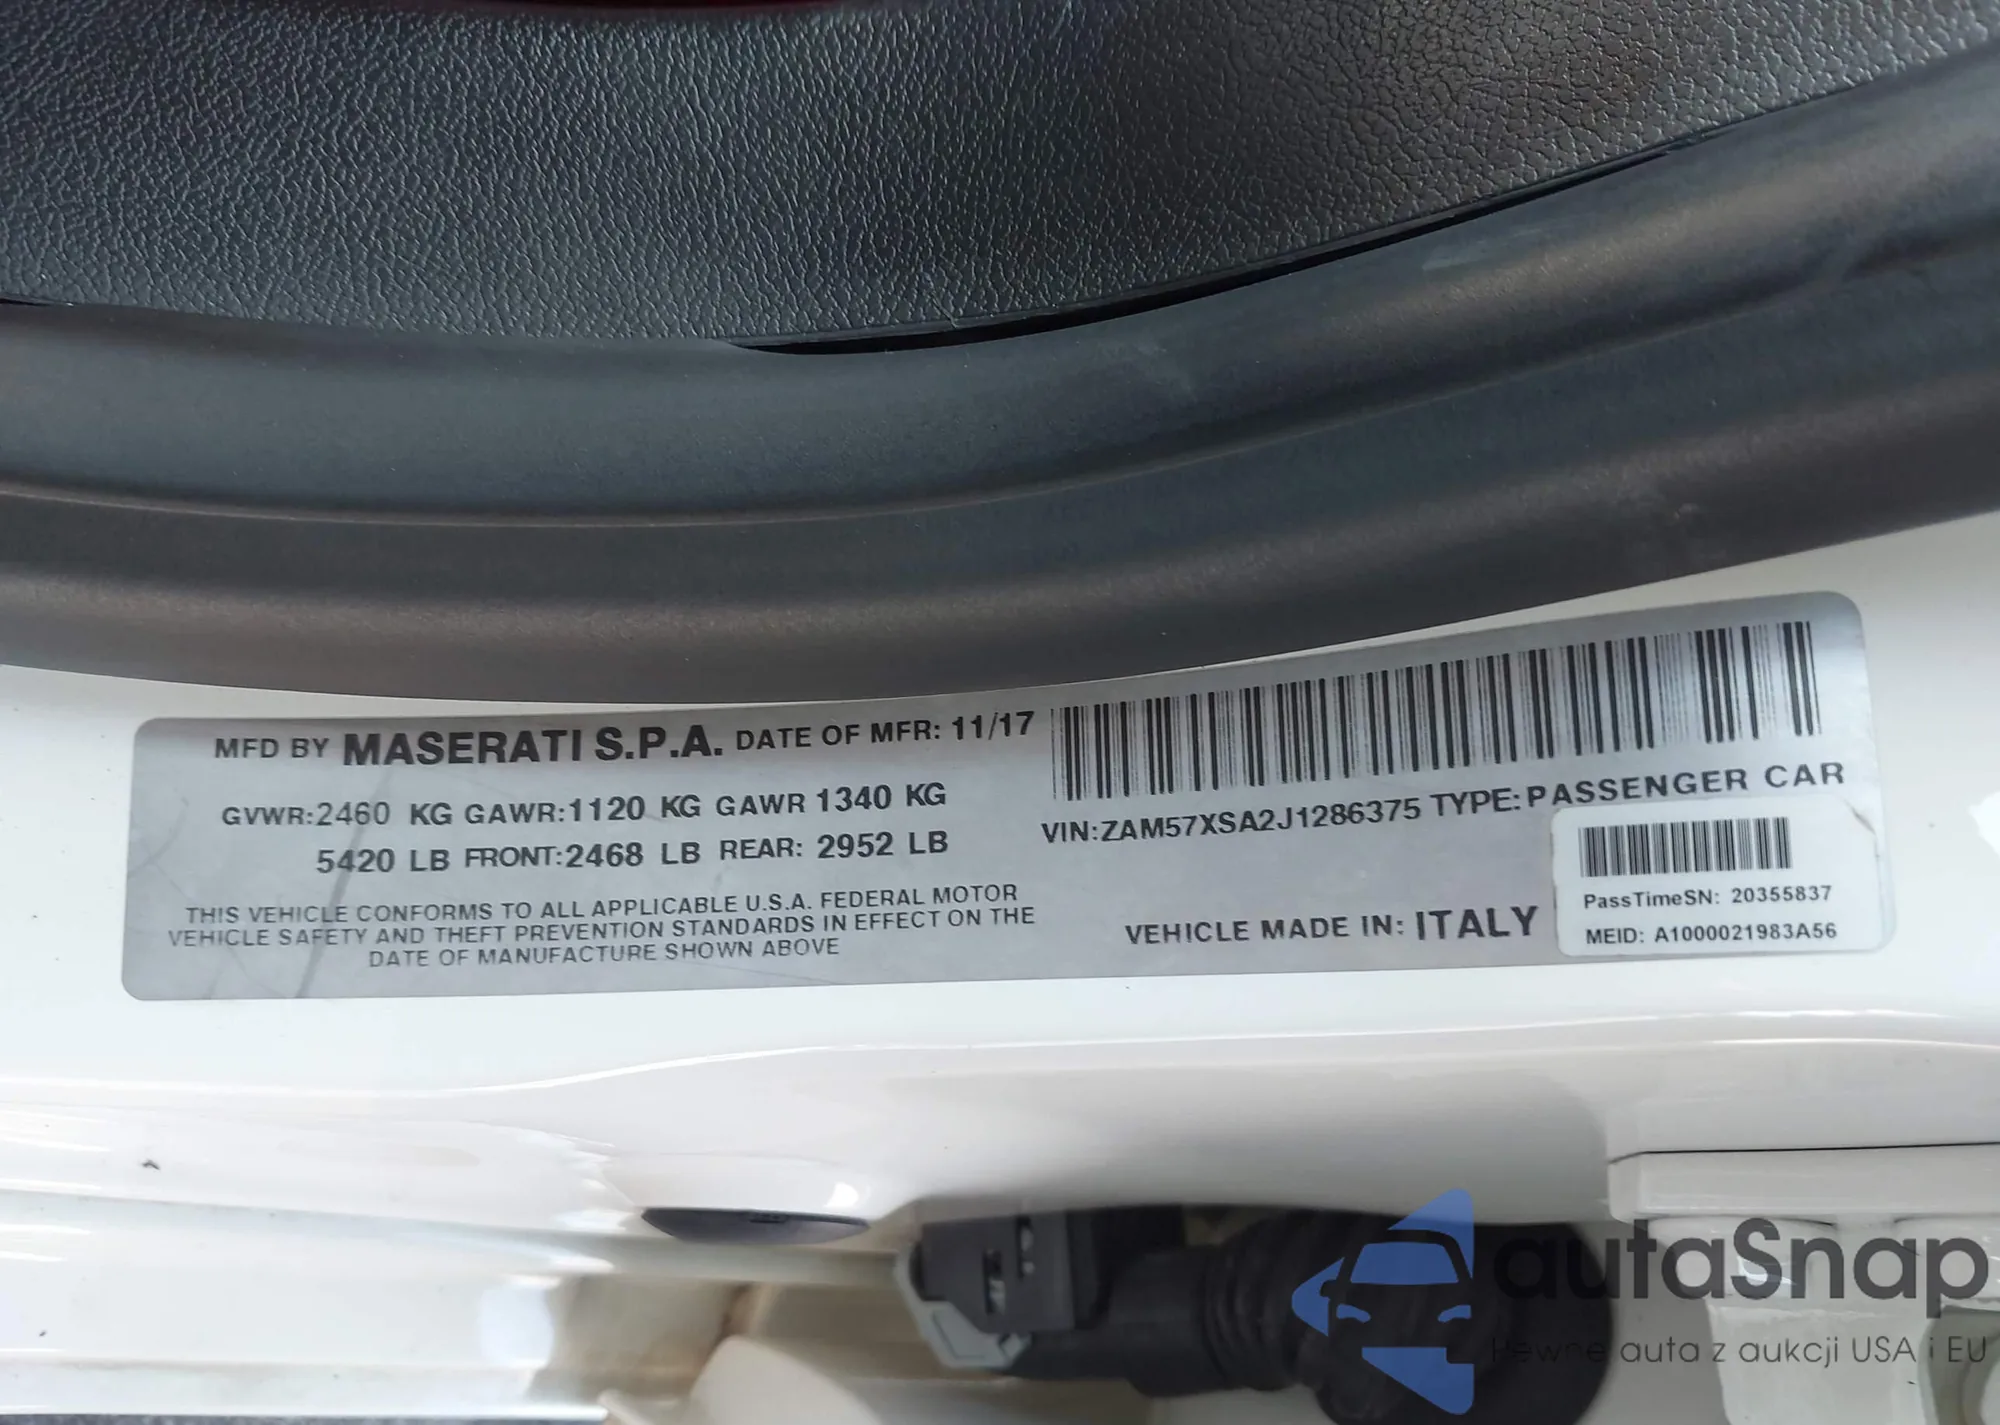 MFD BY MASERATI S.P.A. DATE OF MFR: 11/17
GVWR:2460 KG GAWR:1120 KG GAWR 1340 KG
5420 LB FRONT:2468 LB REAR: 2952 LB
THIS VEHICLE CONFORMS TO ALL APPLICABLE U.S.A. FEDERAL MOTOR
VEHICLE SAFETY AND THEFT PREVENTION STANDARDS IN EFFECT ON THE
DATE OF MANUFACTURE SHOWN ABOVE
VIN:ZAM57XSA2J1286375 TYPE:PASSENGER CAR
VEHICLE MADE IN: ITALY
PassTimeSN: 20355837
MEID: A1000021983A56
autaSnap
Pewne auta z aukcji USA i EU